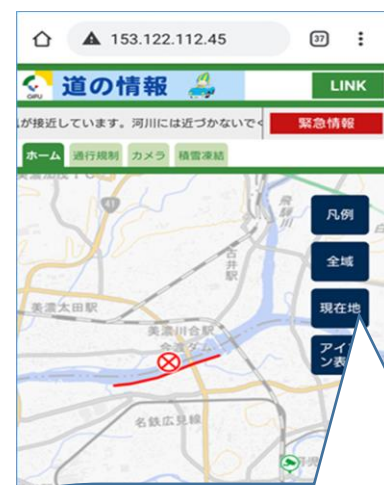 153.122.112.45
37
GIFU
道の情報
LINK
が接近しています。河川には近づかないでく
緊急情報
ホーム
通行規制
カメラ
積雪凍結
41
飛騨川
凡例
古井駅
全域
美濃太田駅
現在地
美濃川合駅
今渡ダム
アイコ
ン表
名鉄広見線